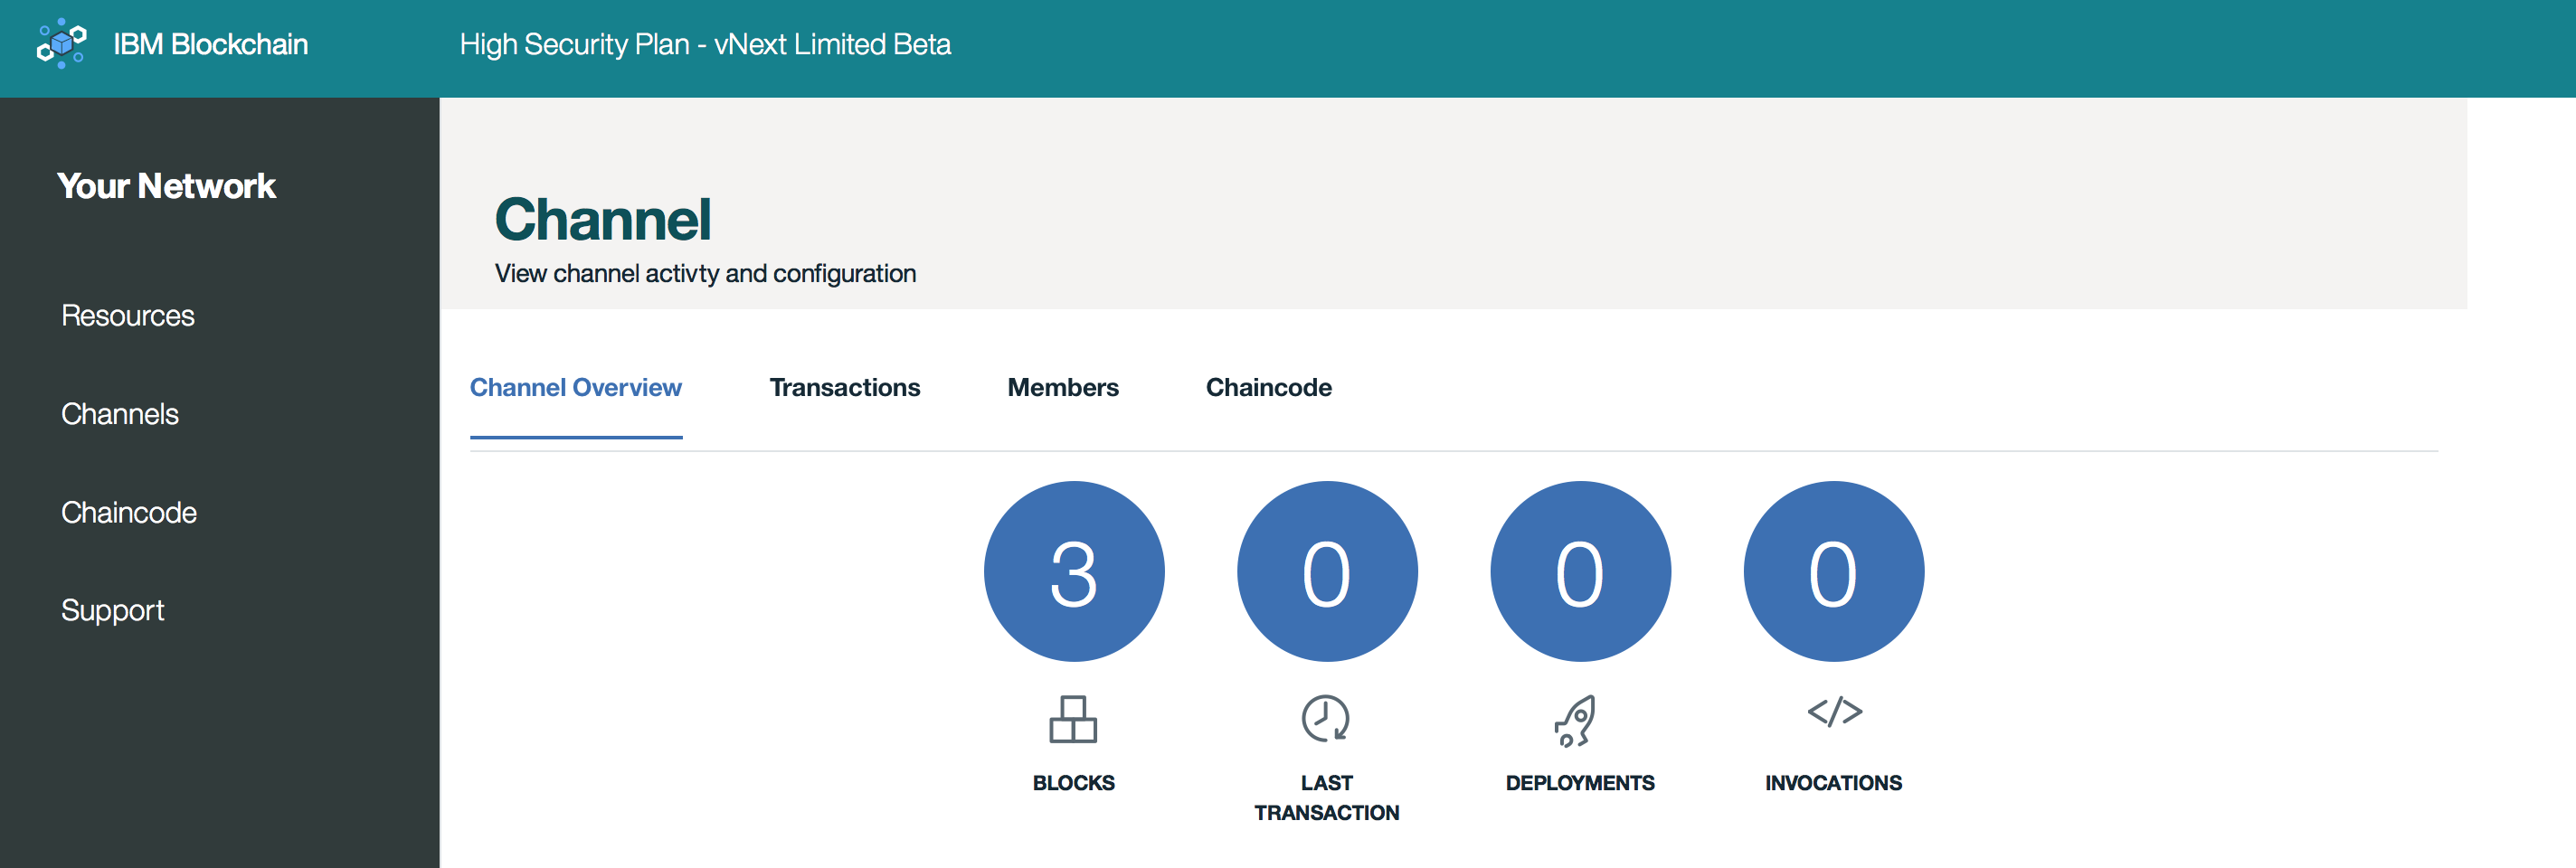 IBM Blockchain
High Security Plan - vNext Limited Beta
Your Network
Resources
Channels
Chaincode
Support
Channel
View channel activty and configuration
Channel Overview Transactions Members Chaincode
3 0 0 0
BLOCKS LAST TRANSACTION DEPLOYMENTS INVOCATIONS